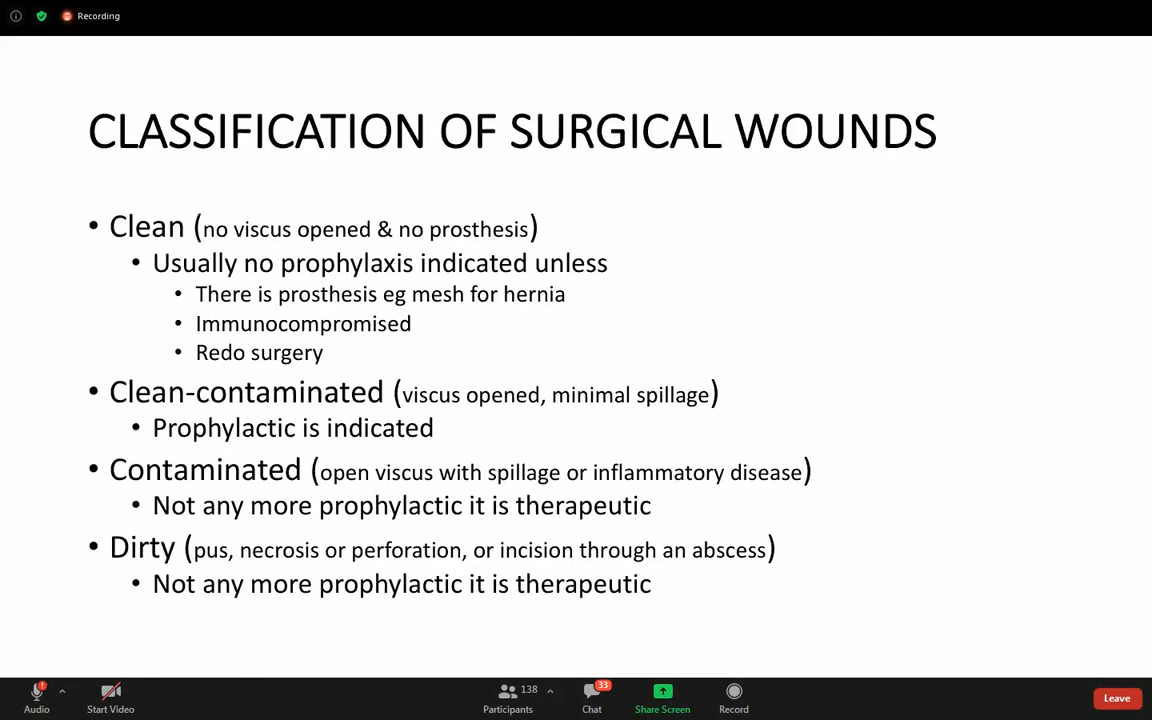 Recording
CLASSIFICATION OF SURGICAL WOUNDS
• Clean (no viscus opened & no prosthesis)
• Usually no prophylaxis indicated unless
• There is prosthesis eg mesh for hernia
• Immunocompromised
• Redo surgery
• Clean-contaminated (viscus opened, minimal spillage)
• Prophylactic is indicated
• Contaminated (open viscus with spillage or inflammatory disease)
• Not any more prophylactic it is therapeutic
• Dirty (pus, necrosis or perforation, or incision through an abscess)
• Not any more prophylactic it is therapeutic
138
33
Audio
Start Video
Participants
Chat
Share Screen
Record
Leave